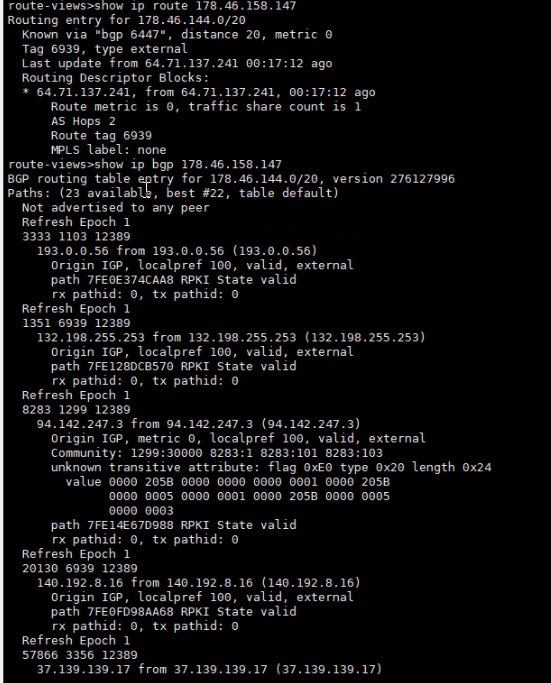 route-views>show ip route 178.46.158.147
Routing entry for 178.46.144.0/20
  Known via "bgp 6447", distance 20, metric 0
  Tag 6939, type external
  Last update from 64.71.137.241 00:17:12 ago
  Routing Descriptor Blocks:
  * 64.71.137.241, from 64.71.137.241, 00:17:12 ago
      Route metric is 0, traffic share count is 1
      AS Hops 2
      Route tag 6939
      MPLS label: none
route-views>show ip bgp 178.46.158.147
BGP routing table entry for 178.46.144.0/20, version 276127996
Paths: (23 available, best #22, table default)
  Not advertised to any peer
  Refresh Epoch 1
  3333 1103 12389
    193.0.0.56 from 193.0.0.56 (193.0.0.56)
      Origin IGP, localpref 100, valid, external
      path 7FE0E374CAA8 RPKI State valid
      rx pathid: 0, tx pathid: 0
  Refresh Epoch 1
  1351 6939 12389
    132.198.255.253 from 132.198.255.253 (132.198.255.253)
      Origin IGP, localpref 100, valid, external
      path 7FE128DCB570 RPKI State valid
      rx pathid: 0, tx pathid: 0
  Refresh Epoch 1
  8283 1299 12389
    94.142.247.3 from 94.142.247.3 (94.142.247.3)
      Origin IGP, metric 0, localpref 100, valid, external
      Community: 1299:30000 8283:1 8283:101 8283:103
      unknown transitive attribute: flag 0xE0 type 0x20 length 0x24
        value 0000 205B 0000 0000 0000 0001 0000 205B
              0000 0005 0000 0001 0000 205B 0000 0005
              0000 0003
      path 7FE14E67D988 RPKI State valid
      rx pathid: 0, tx pathid: 0
  Refresh Epoch 1
  20130 6939 12389
    140.192.8.16 from 140.192.8.16 (140.192.8.16)
      Origin IGP, localpref 100, valid, external
      path 7FE0FD98AA68 RPKI State valid
      rx pathid: 0, tx pathid: 0
  Refresh Epoch 1
  57866 3356 12389
    37.139.139.17 from 37.139.139.17 (37.139.139.17)